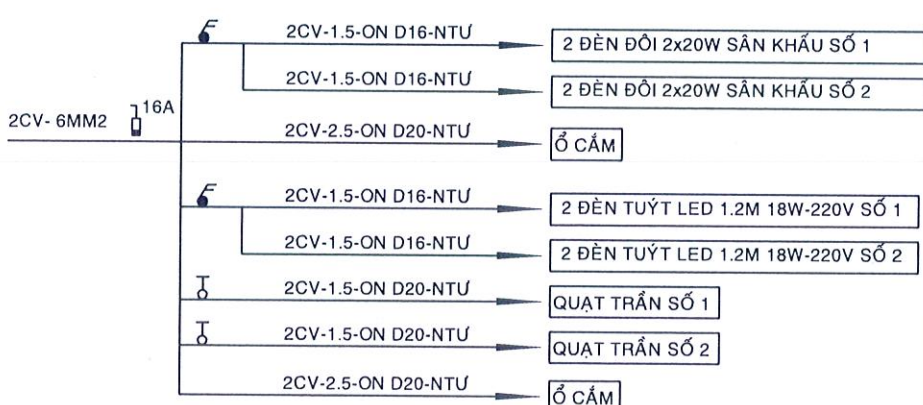 2CV-1.5-ON D16-NTƯ
2 ĐÈN ĐÔI 2x20W SÂN KHẤU SỐ 1
2CV-1.5-ON D16-NTƯ
2 ĐÈN ĐÔI 2x20W SÂN KHẤU SỐ 2
2CV- 6MM2
16A
2CV-2.5-ON D20-NTƯ
Ổ CẮM
2CV-1.5-ON D16-NTƯ
2 ĐÈN TUÝT LED 1.2M 18W-220V SỐ 1
2CV-1.5-ON D16-NTƯ
2 ĐÈN TUÝT LED 1.2M 18W-220V SỐ 2
2CV-1.5-ON D20-NTƯ
QUẠT TRẦN SỐ 1
2CV-1.5-ON D20-NTƯ
QUẠT TRẦN SỐ 2
2CV-2.5-ON D20-NTƯ
Ổ CẮM